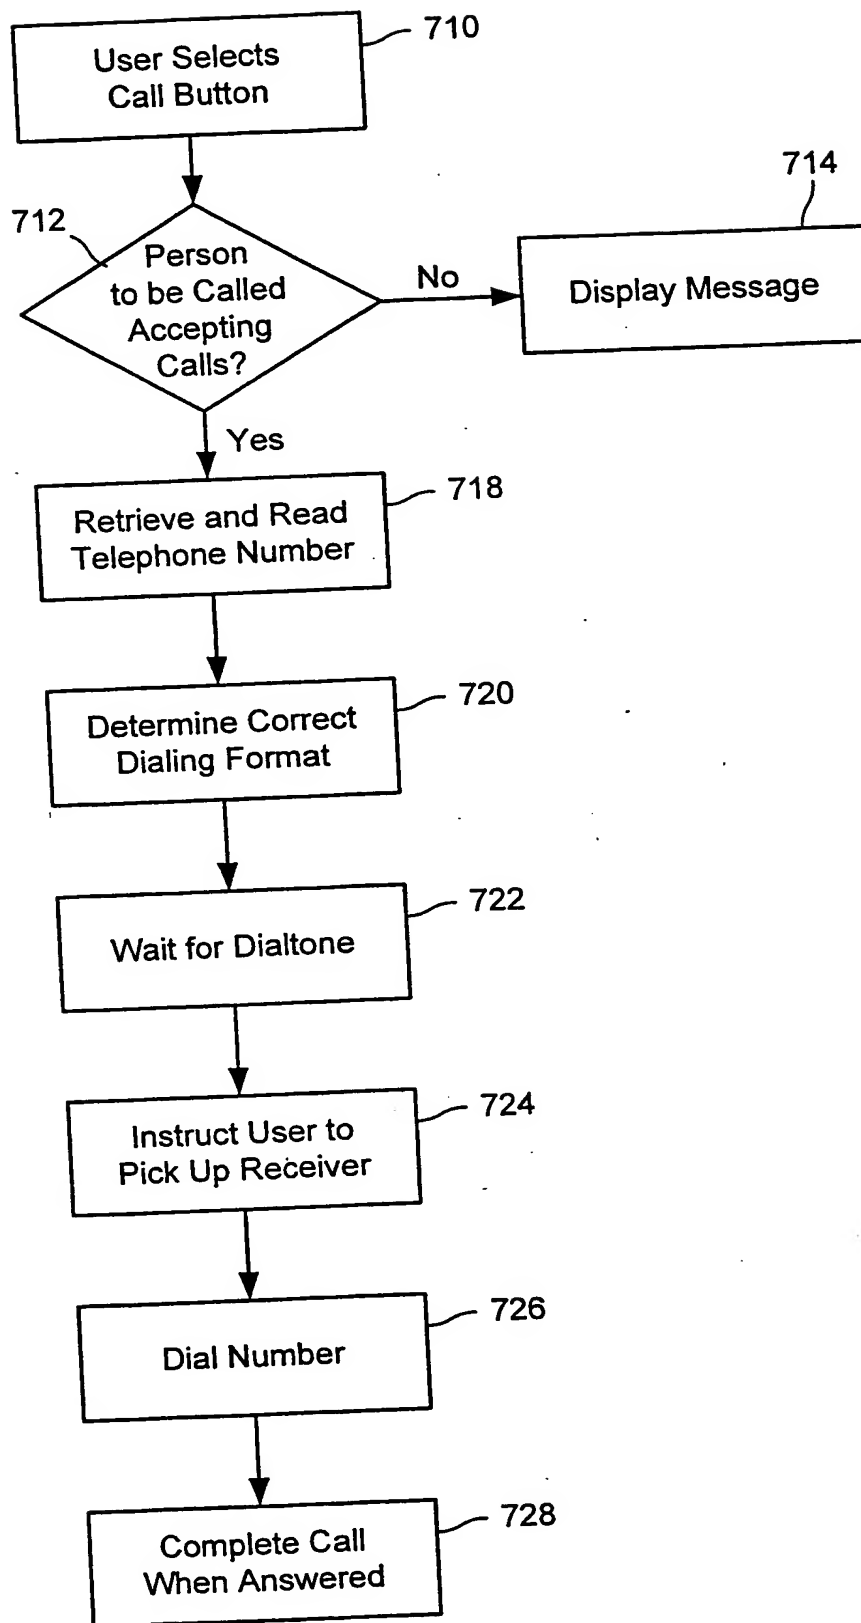 User Selects
Call Button
710
712
Person
to be Called
Accepting
Calls?
No
714
Display Message
Yes
Retrieve and Read
Telephone Number
718
Determine Correct
Dialing Format
720
Wait for Dialtone
722
Instruct User to
Pick Up Receiver
724
Dial Number
726
Complete Call
When Answered
728